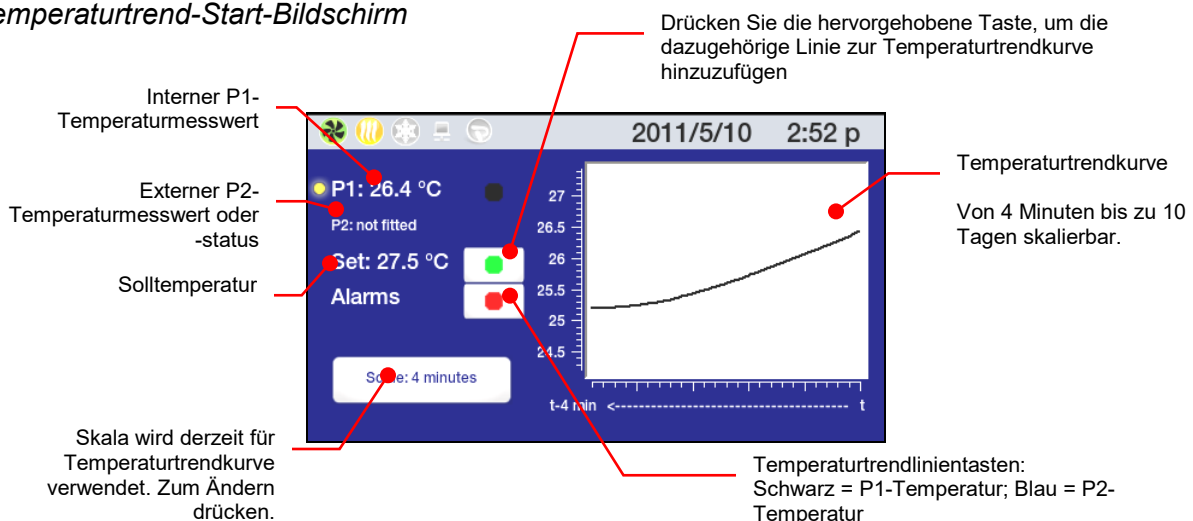 emperaturtrend-Start-Bildschirm
Drücken Sie die hervorgehobene Taste, um die
dazugehörige Linie zur Temperaturtrendkurve
hinzuzufügen
Interner P1-
Temperaturmesswert
Externer P2-
Temperaturmesswert oder
-status
Solltemperatur
2011/5/10 2:52 p
P1: 26.4 °C
P2: not fitted
Set: 27.5 °C
Alarms
Scale: 4 minutes
27
26.5
26
25.5
25
24.5
t-4 min <---------------------------------------- t
Temperaturtrendkurve
Von 4 Minuten bis zu 10
Tagen skalierbar.
Skala wird derzeit für
Temperaturtrendkurve
verwendet. Zum Ändern
drücken.
Temperaturtrendlinientasten:
Schwarz = P1-Temperatur; Blau = P2-
Temperatur